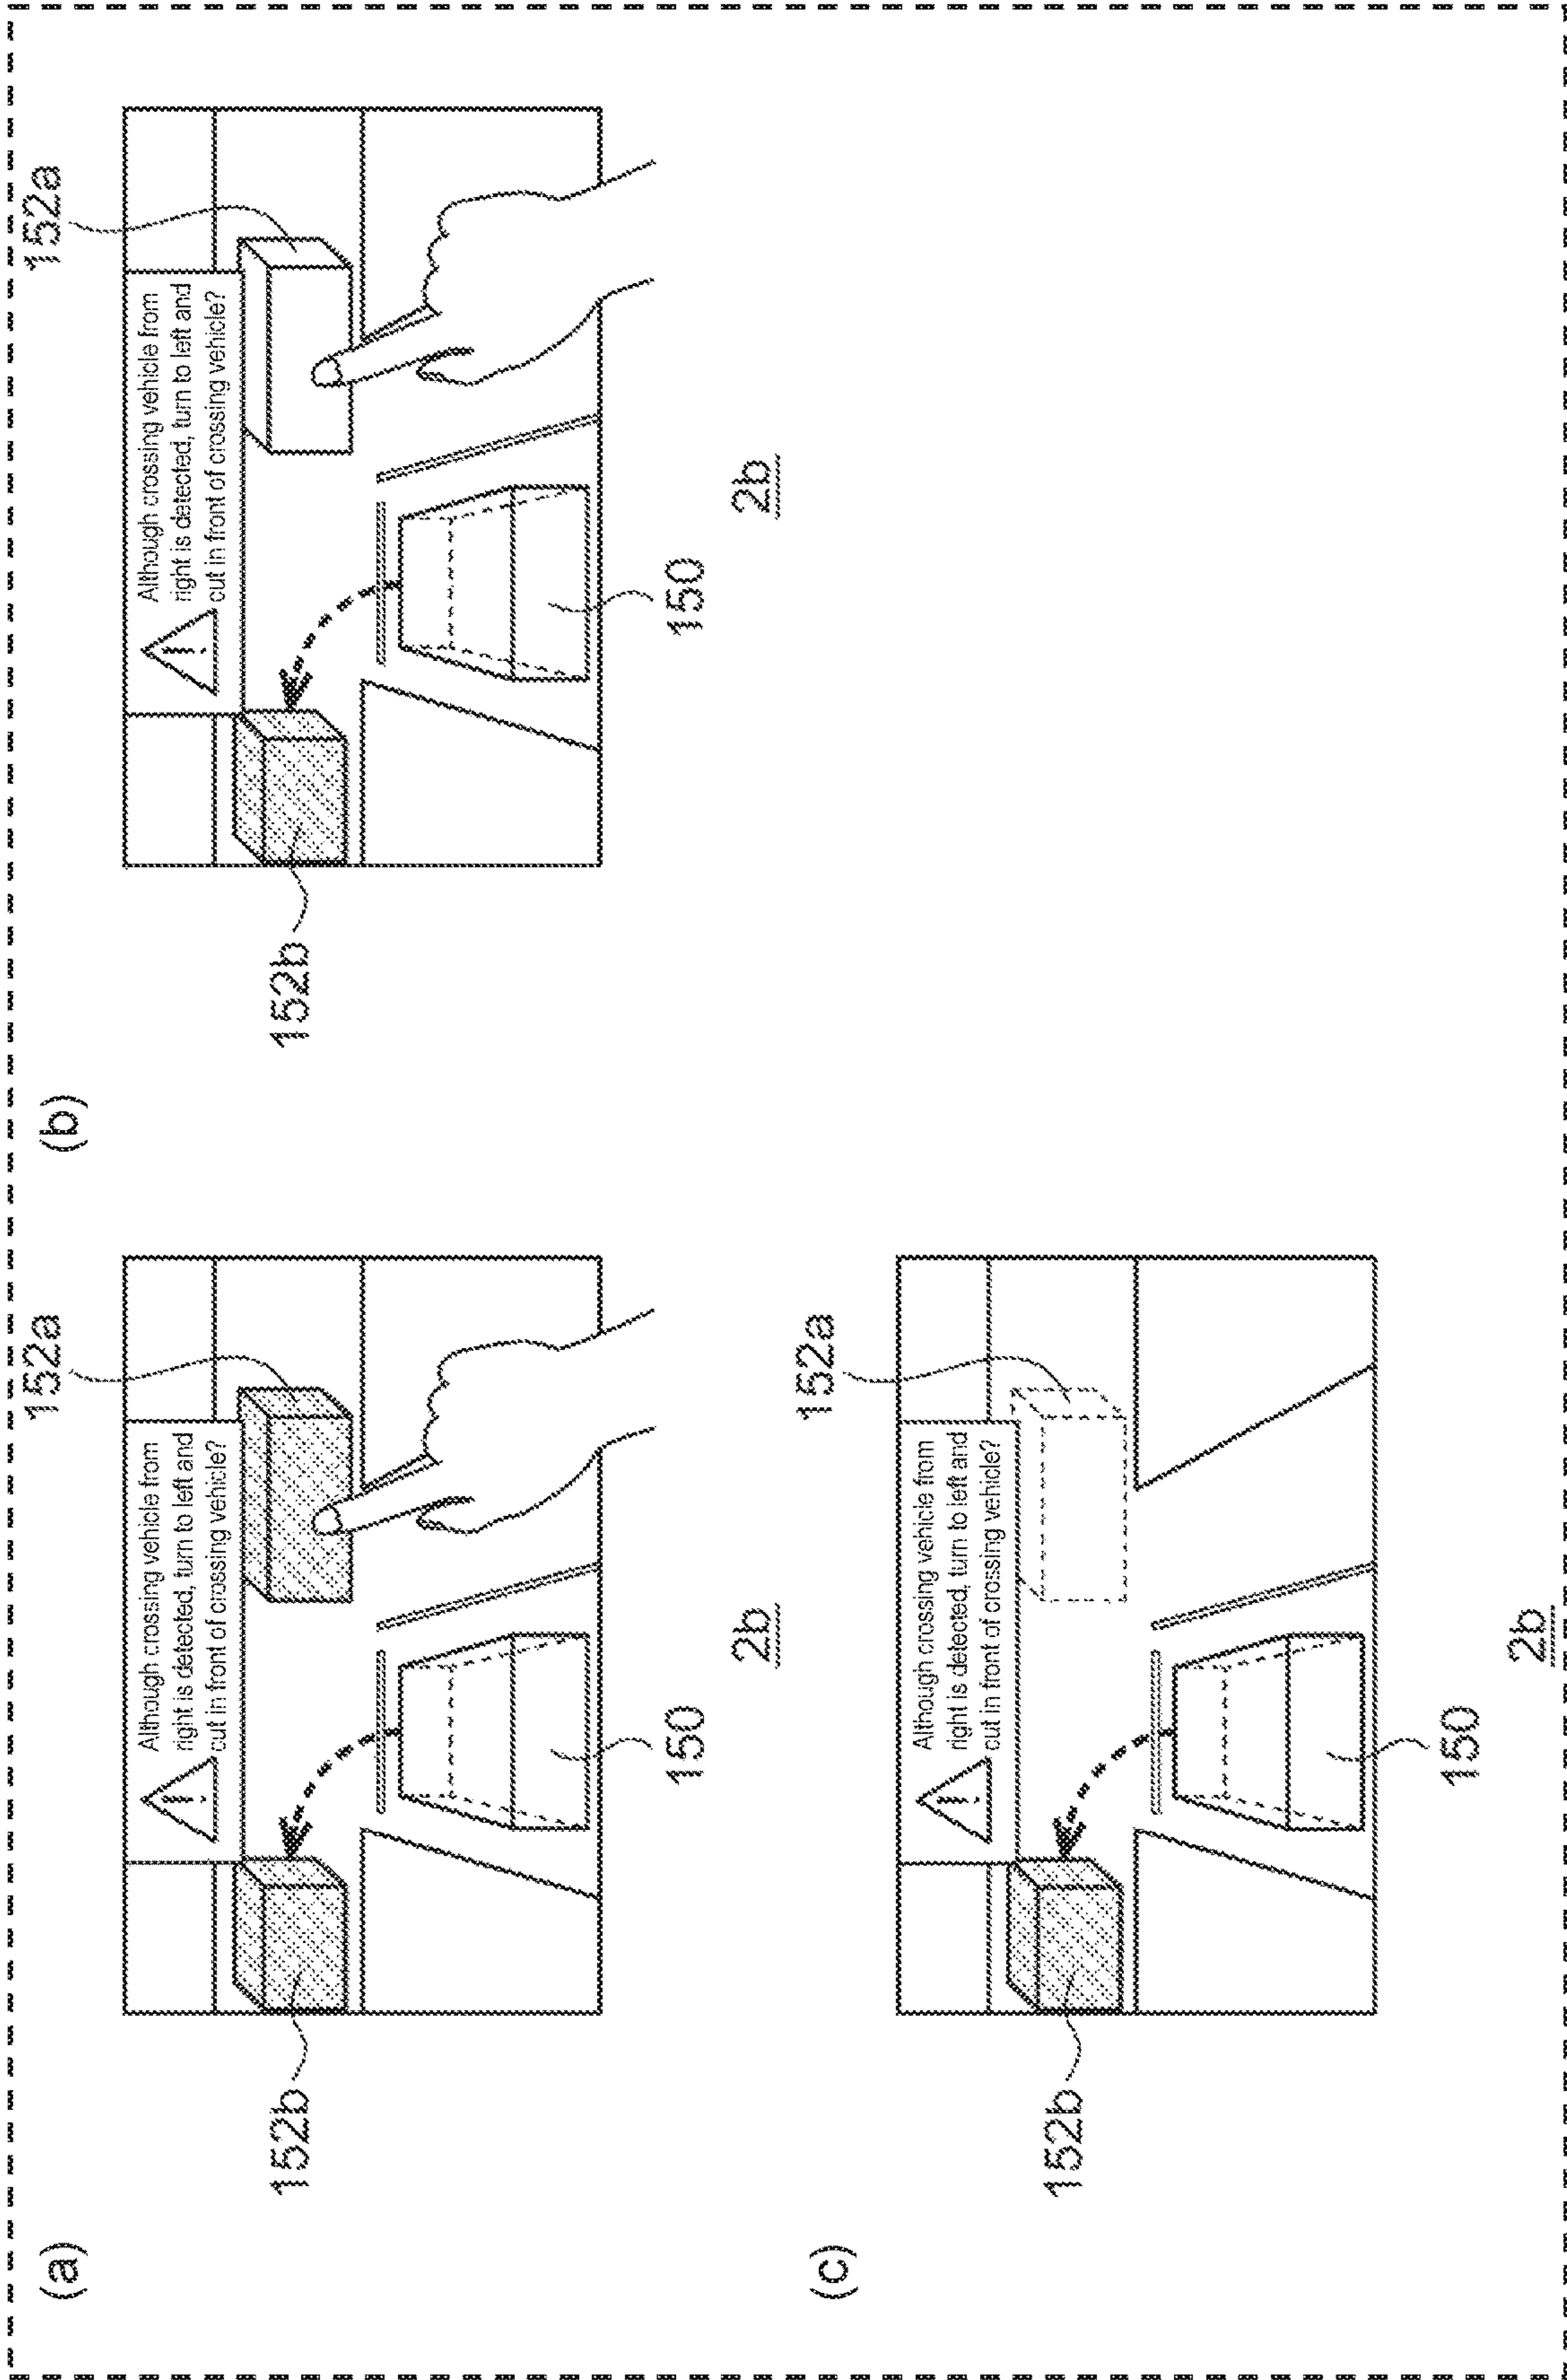 (a)
152a
Although crossing vehicle from
right is detected, turn to left and
cut in front of crossing vehicle?
!
152b
150
2b
(b)
152a
Although crossing vehicle from
right is detected, turn to left and
cut in front of crossing vehicle?
!
152b
150
2b
(c)
152a
Although crossing vehicle from
right is detected, turn to left and
cut in front of crossing vehicle?
!
152b
150
2b